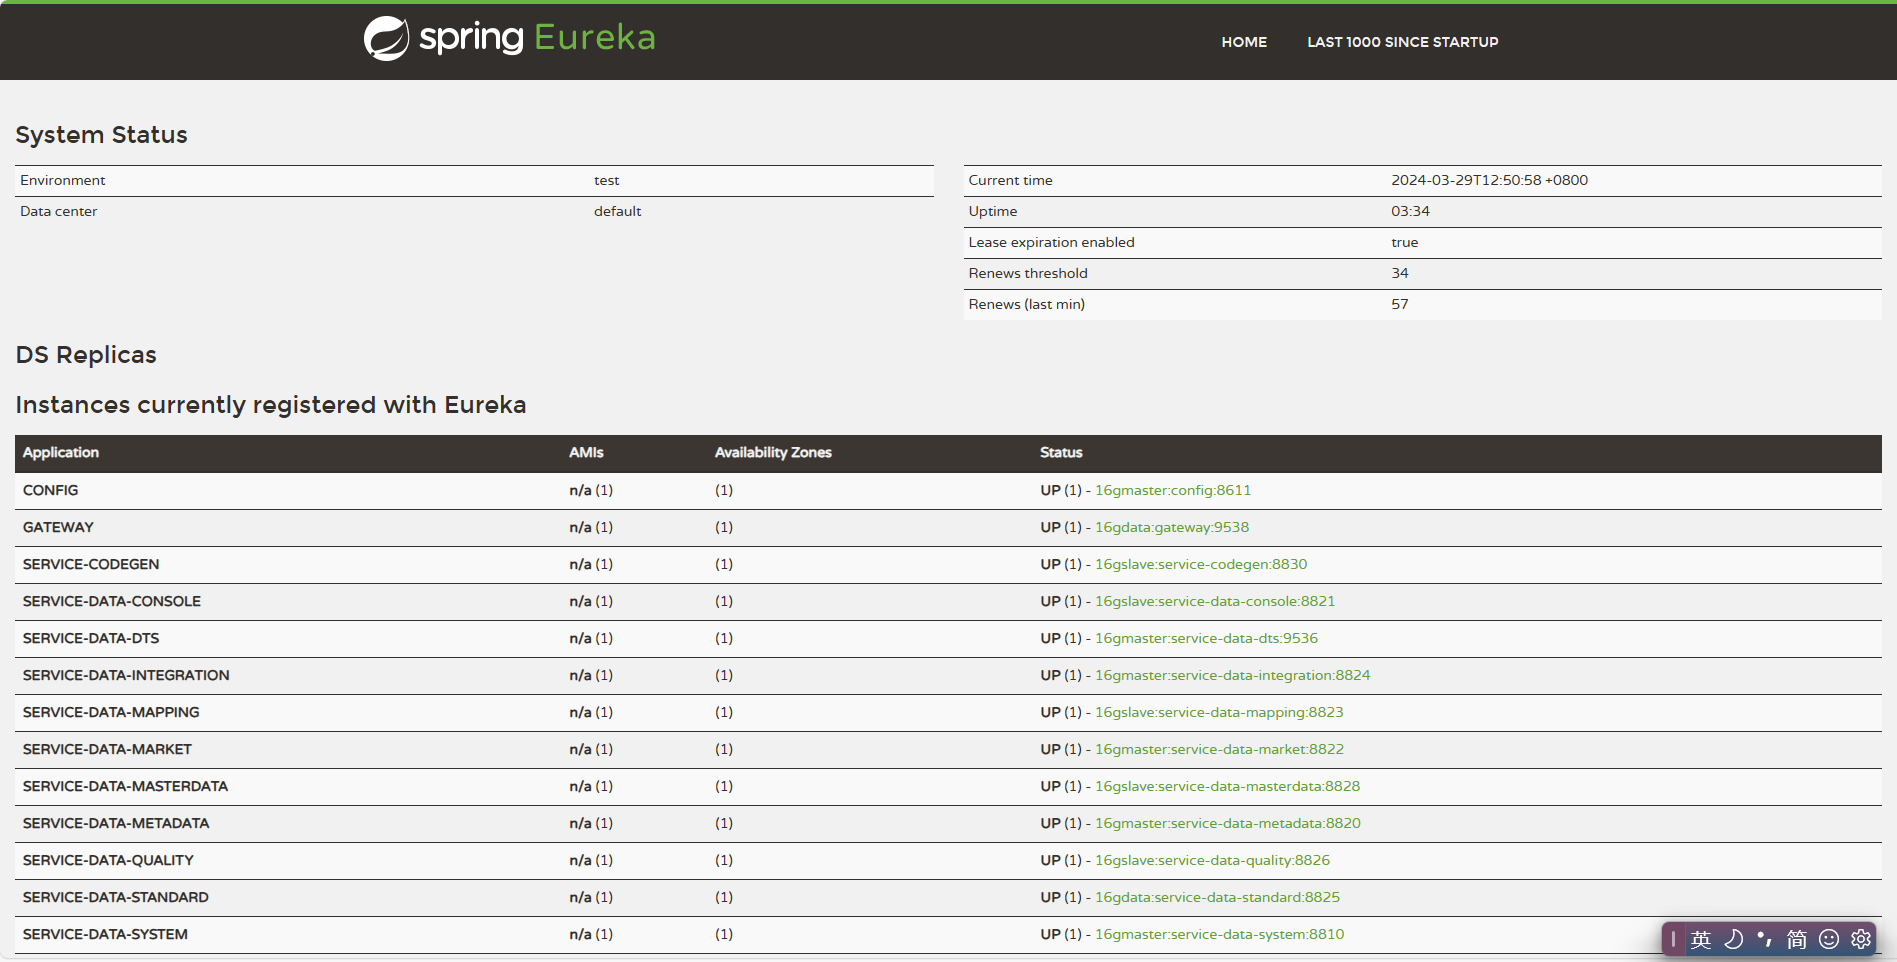 spring Eureka
HOME LAST 1000 SINCE STARTUP
System Status
Environment test
Data center default
Current time 2024-03-29T12:50:58 +0800
Uptime 03:34
Lease expiration enabled true
Renews threshold 34
Renews (last min) 57
DS Replicas
Instances currently registered with Eureka
Application AMIs Availability Zones Status
CONFIG n/a (1) (1) UP (1) - 16gmaster:config:8611
GATEWAY n/a (1) (1) UP (1) - 16gdata:gateway:9538
SERVICE-CODEGEN n/a (1) (1) UP (1) - 16gslave:service-codegen:8830
SERVICE-DATA-CONSOLE n/a (1) (1) UP (1) - 16gslave:service-data-console:8821
SERVICE-DATA-DTS n/a (1) (1) UP (1) - 16gmaster:service-data-dts:9536
SERVICE-DATA-INTEGRATION n/a (1) (1) UP (1) - 16gmaster:service-data-integration:8824
SERVICE-DATA-MAPPING n/a (1) (1) UP (1) - 16gslave:service-data-mapping:8823
SERVICE-DATA-MARKET n/a (1) (1) UP (1) - 16gmaster:service-data-market:8822
SERVICE-DATA-MASTERDATA n/a (1) (1) UP (1) - 16gslave:service-data-masterdata:8828
SERVICE-DATA-METADATA n/a (1) (1) UP (1) - 16gmaster:service-data-metadata:8820
SERVICE-DATA-QUALITY n/a (1) (1) UP (1) - 16gslave:service-data-quality:8826
SERVICE-DATA-STANDARD n/a (1) (1) UP (1) - 16gdata:service-data-standard:8825
SERVICE-DATA-SYSTEM n/a (1) (1) UP (1) - 16gmaster:service-data-system:8810
英 简